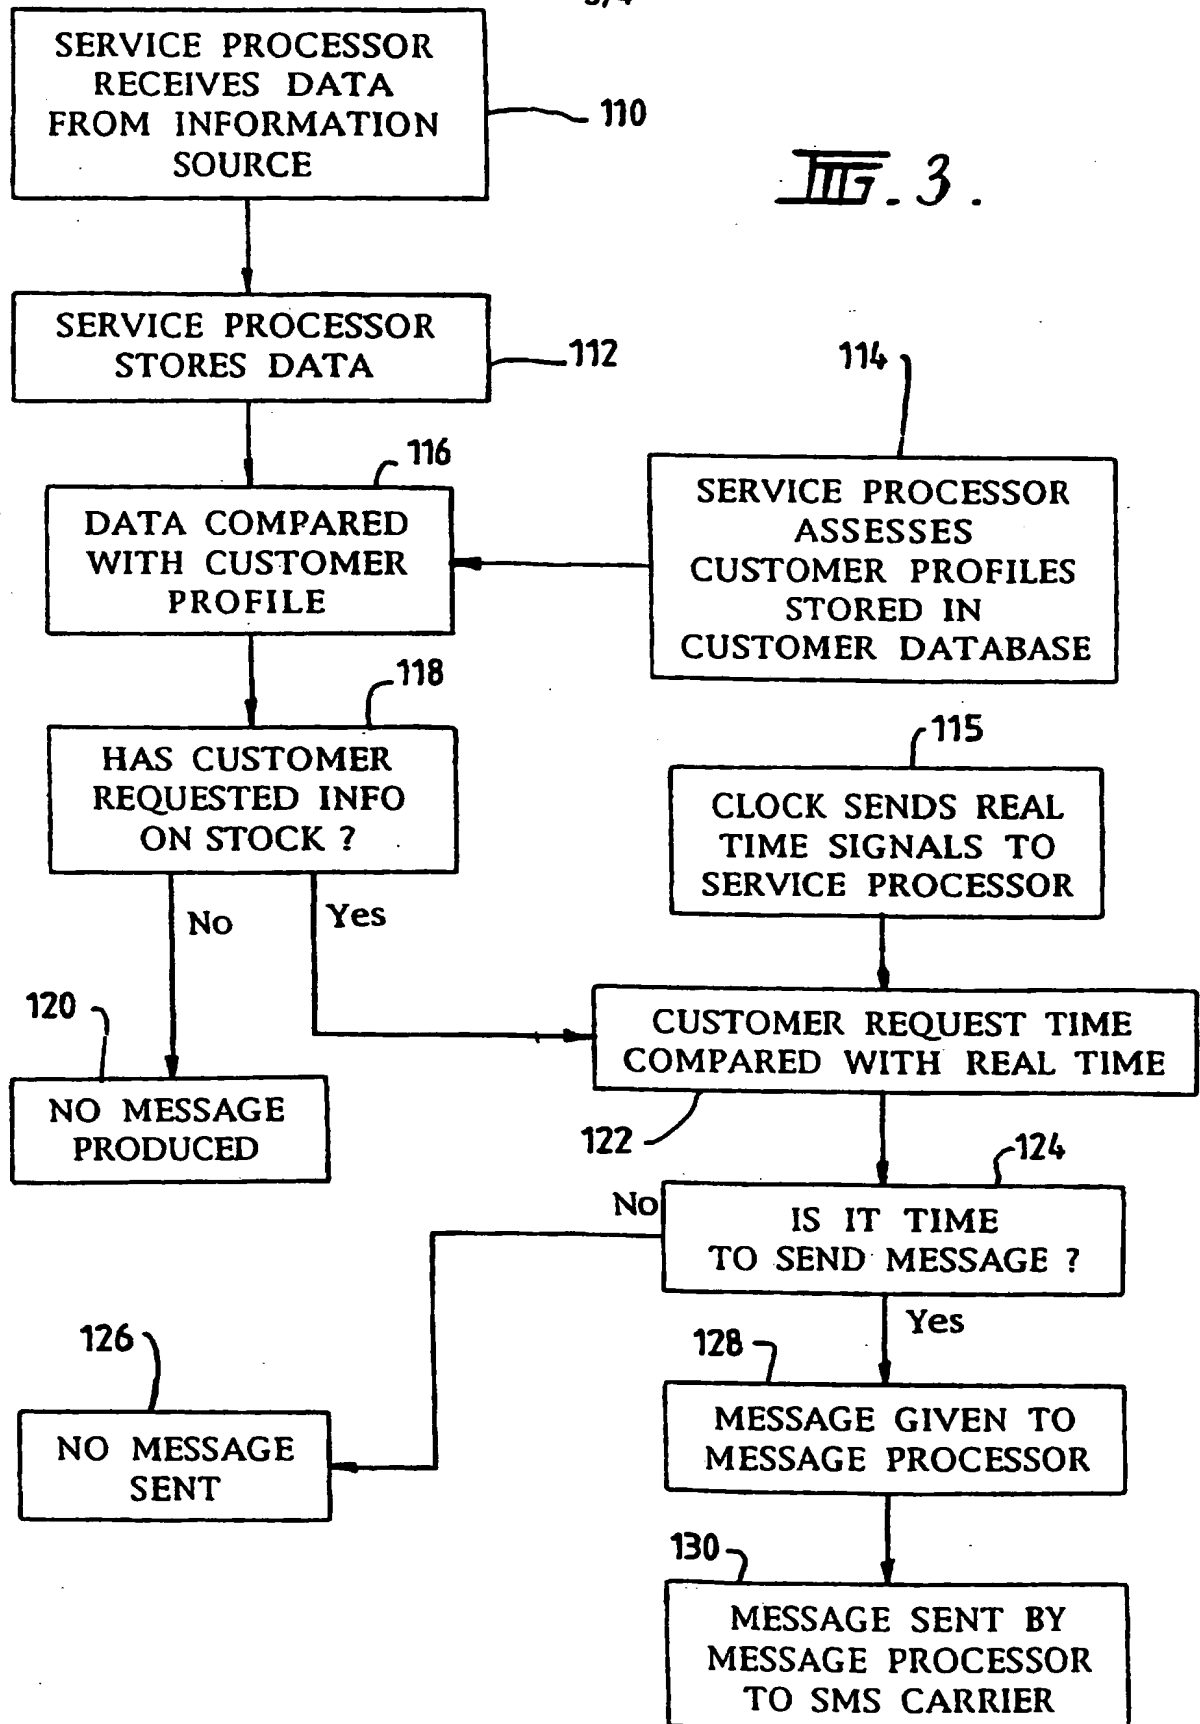 SERVICE PROCESSOR
RECEIVES DATA
FROM INFORMATION
SOURCE
110
FIG. 3.
SERVICE PROCESSOR
STORES DATA
112
114
116
DATA COMPARED
WITH CUSTOMER
PROFILE
SERVICE PROCESSOR
ASSESSES
CUSTOMER PROFILES
STORED IN
CUSTOMER DATABASE
118
HAS CUSTOMER
REQUESTED INFO
ON STOCK ?
115
CLOCK SENDS REAL
TIME SIGNALS TO
SERVICE PROCESSOR
No
Yes
120
NO MESSAGE
PRODUCED
CUSTOMER REQUEST TIME
COMPARED WITH REAL TIME
122
124
No
IS IT TIME
TO SEND MESSAGE ?
Yes
126
NO MESSAGE
SENT
128
MESSAGE GIVEN TO
MESSAGE PROCESSOR
130
MESSAGE SENT BY
MESSAGE PROCESSOR
TO SMS CARRIER